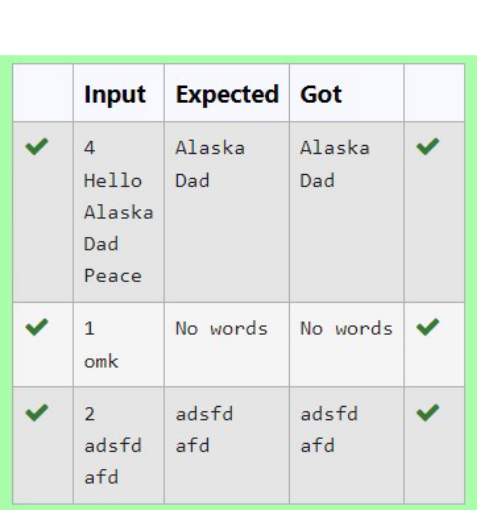 Input Expected Got
4 Alaska Alaska
Hello Dad Dad
Alaska
Dad
Peace
1 No words No words
omk
2 adsfd adsfd
adsfd afd afd
afd